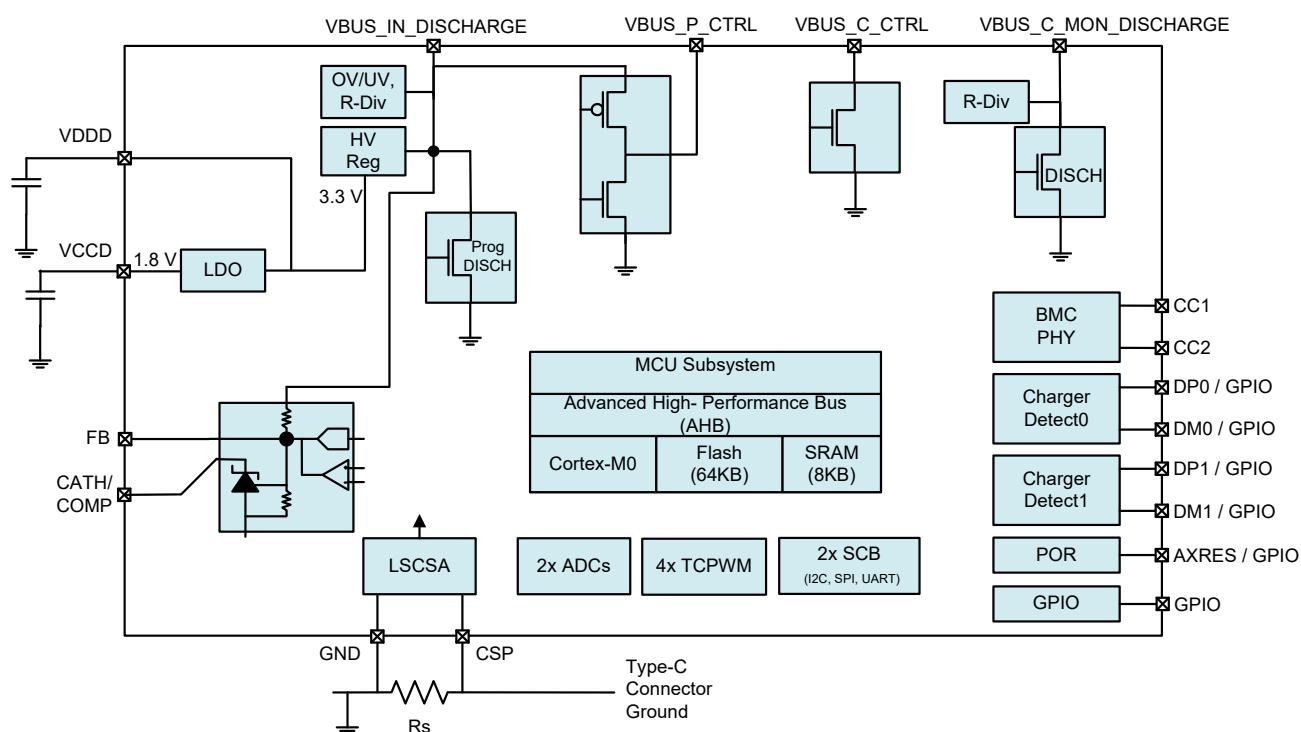 VBUS_IN_DISCHARGE
VBUS_P_CTRL
VBUS_C_CTRL
VBUS_C_MON_DISCHARGE
OV/UV,
R-Div
R-Div
VDDD
HV
Reg
3.3 V
DISCH
VCCD
1.8 V
LDO
Prog
DISCH
BMC
PHY
CC1
CC2
MCU Subsystem
Advanced High- Performance Bus
(AHB)
Cortex-M0
Flash
(64KB)
SRAM
(8KB)
Charger
Detect0
DP0 / GPIO
DM0 / GPIO
FB
CATH/
COMP
Charger
Detect1
DP1 / GPIO
DM1 / GPIO
LSCSA
2x ADCs
4x TCPWM
2x SCB
(I2C, SPI, UART)
POR
AXRES / GPIO
GPIO
GPIO
GND
CSP
Type-C
Connector
Ground
Rs